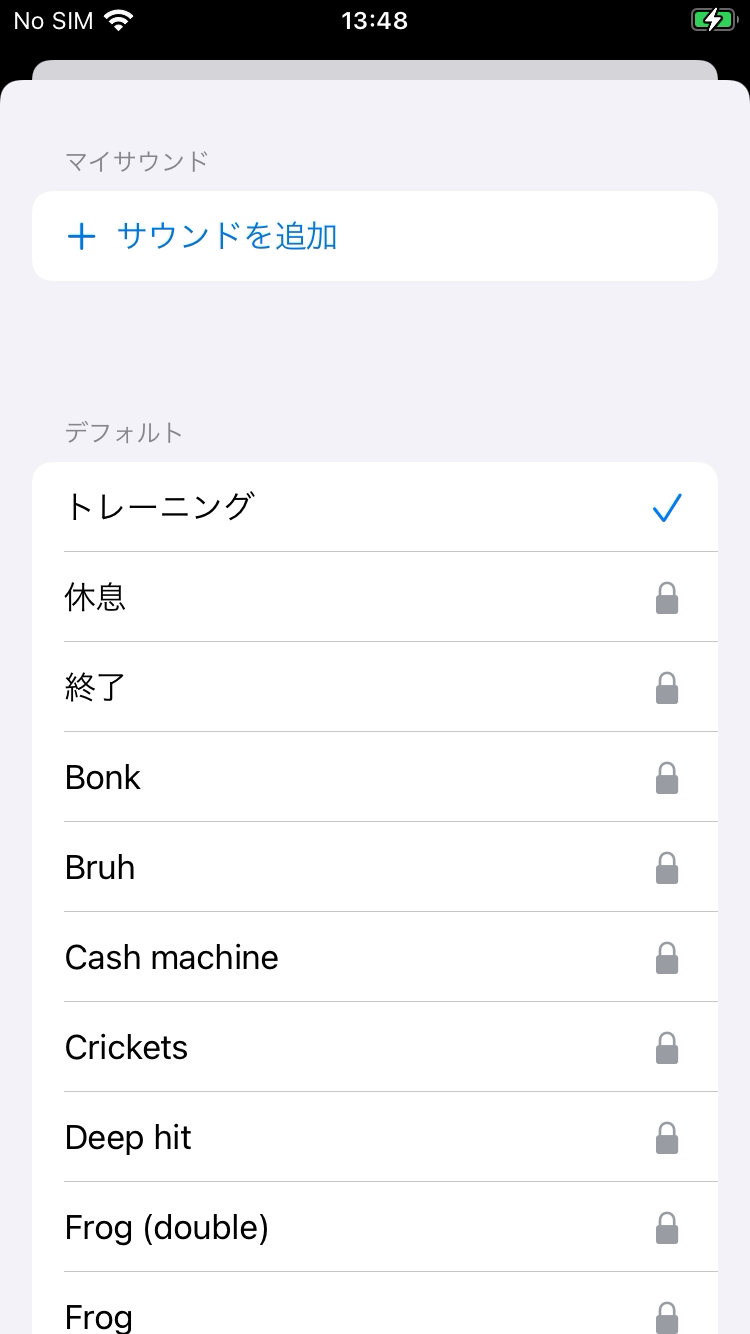 No SIM 13:48
マイサウンド
+ サウンドを追加
デフォルト
トレーニング
休息
終了
Bonk
Bruh
Cash machine
Crickets
Deep hit
Frog (double)
Frog